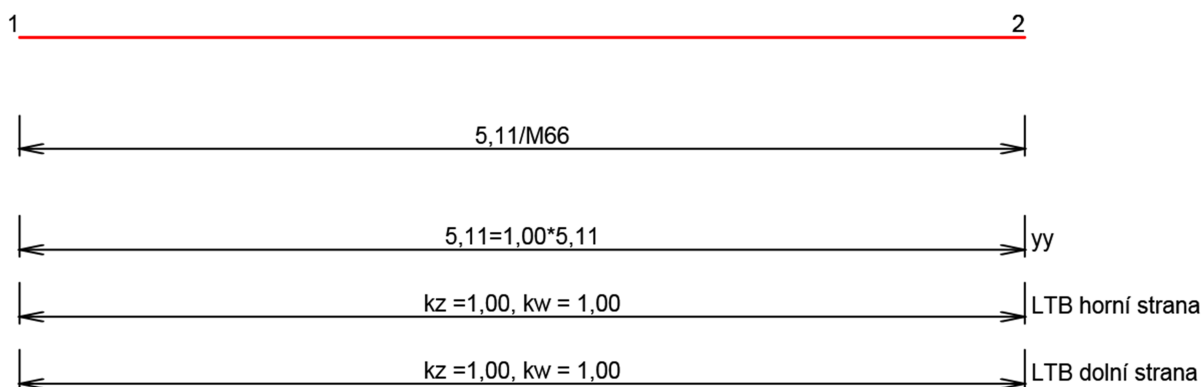 1 2
5,11/M66
5,11=1,00*5,11 yy
kz =1,00, kw = 1,00 LTB horní strana
kz =1,00, kw = 1,00 LTB dolní strana